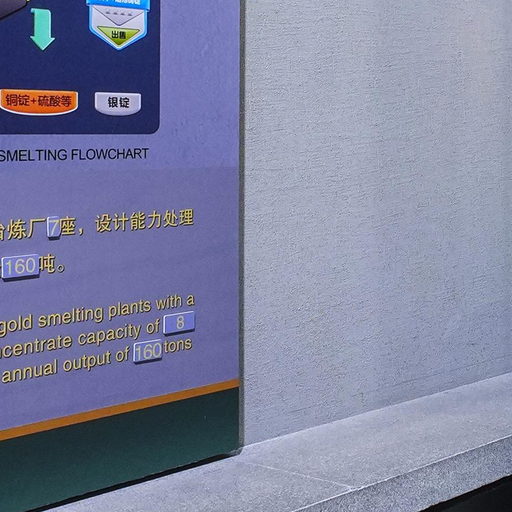 出售
铜锭+硫酸等
银锭
SMELTING FLOWCHART
冶炼厂7座，设计能力处理
160吨。
gold smelting plants with a
ncentrate capacity of 8
annual output of 160 tons